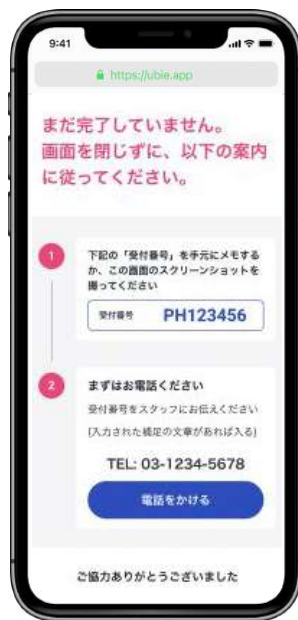 9:41
https://ubie.app
まだ完了していません。
画面を閉じずに、以下の案内
に従ってください。
1
下記の「受付番号」を手元にメモする
か、この画面のスクリーンショットを
撮ってください
受付番号 PH123456
2
まずはお電話ください
受付番号をスタッフにお伝えください
[入力された補足の文章があれば入る]
TEL: 03-1234-5678
電話をかける
ご協力ありがとうございました